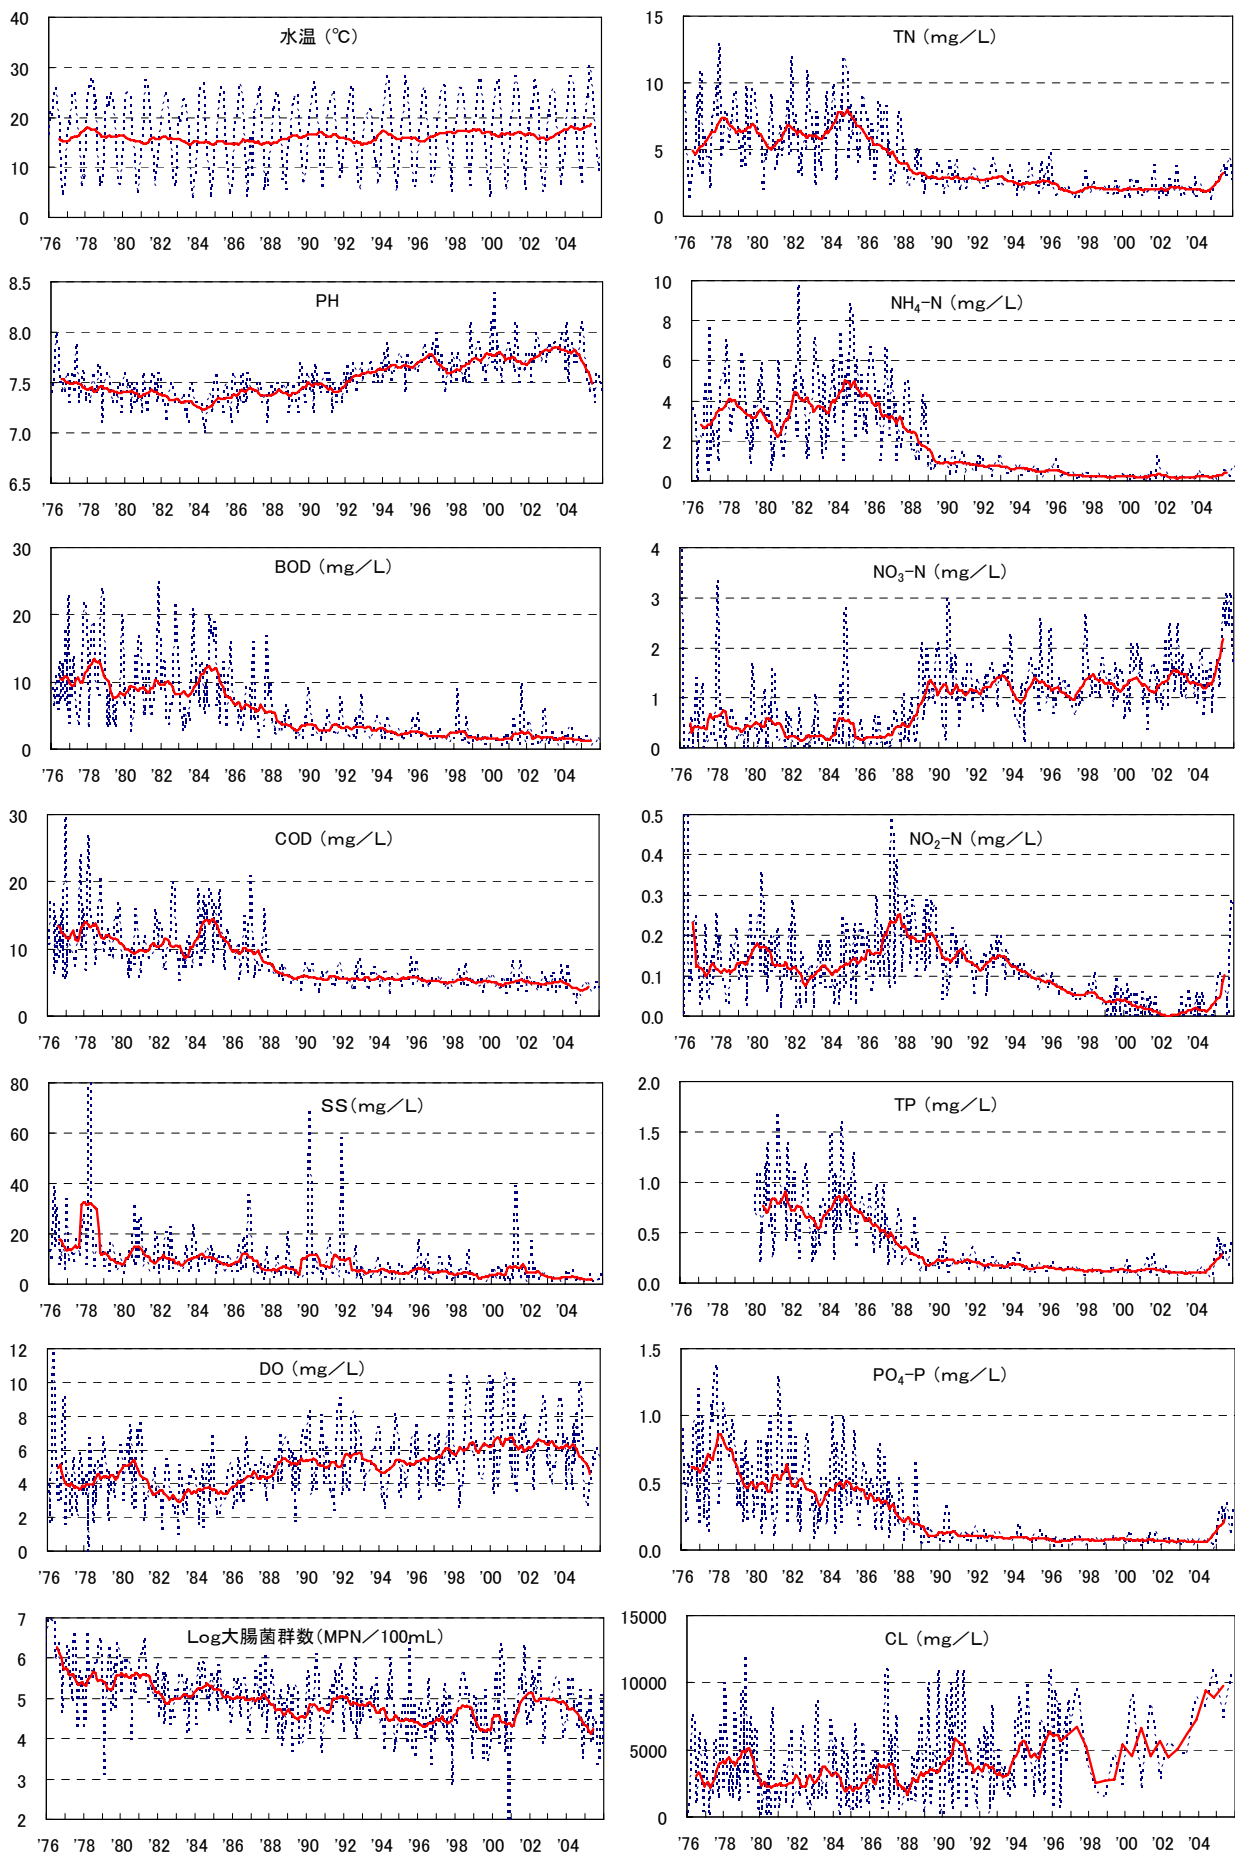 水温 (℃)
40
30
20
10
0
'76 '78 '80 '82 '84 '86 '88 '90 '92 '94 '96 '98 '00 '02 '04
TN (mg／L)
15
10
5
0
'76 '78 '80 '82 '84 '86 '88 '90 '92 '94 '96 '98 '00 '02 '04
PH
8.5
8.0
7.5
7.0
6.5
'76 '78 '80 '82 '84 '86 '88 '90 '92 '94 '96 '98 '00 '02 '04
NH₄-N (mg／L)
10
8
6
4
2
0
'76 '78 '80 '82 '84 '86 '88 '90 '92 '94 '96 '98 '00 '02 '04
BOD (mg／L)
30
20
10
0
'76 '78 '80 '82 '84 '86 '88 '90 '92 '94 '96 '98 '00 '02 '04
NO₃-N (mg／L)
4
3
2
1
0
'76 '78 '80 '82 '84 '86 '88 '90 '92 '94 '96 '98 '00 '02 '04
COD (mg／L)
30
20
10
0
'76 '78 '80 '82 '84 '86 '88 '90 '92 '94 '96 '98 '00 '02 '04
NO₂-N (mg／L)
0.5
0.4
0.3
0.2
0.1
0.0
'76 '78 '80 '82 '84 '86 '88 '90 '92 '94 '96 '98 '00 '02 '04
SS(mg／L)
80
60
40
20
0
'76 '78 '80 '82 '84 '86 '88 '90 '92 '94 '96 '98 '00 '02 '04
TP (mg／L)
2.0
1.5
1.0
0.5
0.0
'76 '78 '80 '82 '84 '86 '88 '90 '92 '94 '96 '98 '00 '02 '04
DO (mg／L)
12
10
8
6
4
2
0
'76 '78 '80 '82 '84 '86 '88 '90 '92 '94 '96 '98 '00 '02 '04
PO₄-P (mg／L)
1.5
1.0
0.5
0.0
'76 '78 '80 '82 '84 '86 '88 '90 '92 '94 '96 '98 '00 '02 '04
Log大腸菌群数(MPN／100mL)
7
6
5
4
3
2
'76 '78 '80 '82 '84 '86 '88 '90 '92 '94 '96 '98 '00 '02 '04
CL (mg／L)
15000
10000
5000
0
'76 '78 '80 '82 '84 '86 '88 '90 '92 '94 '96 '98 '00 '02 '04